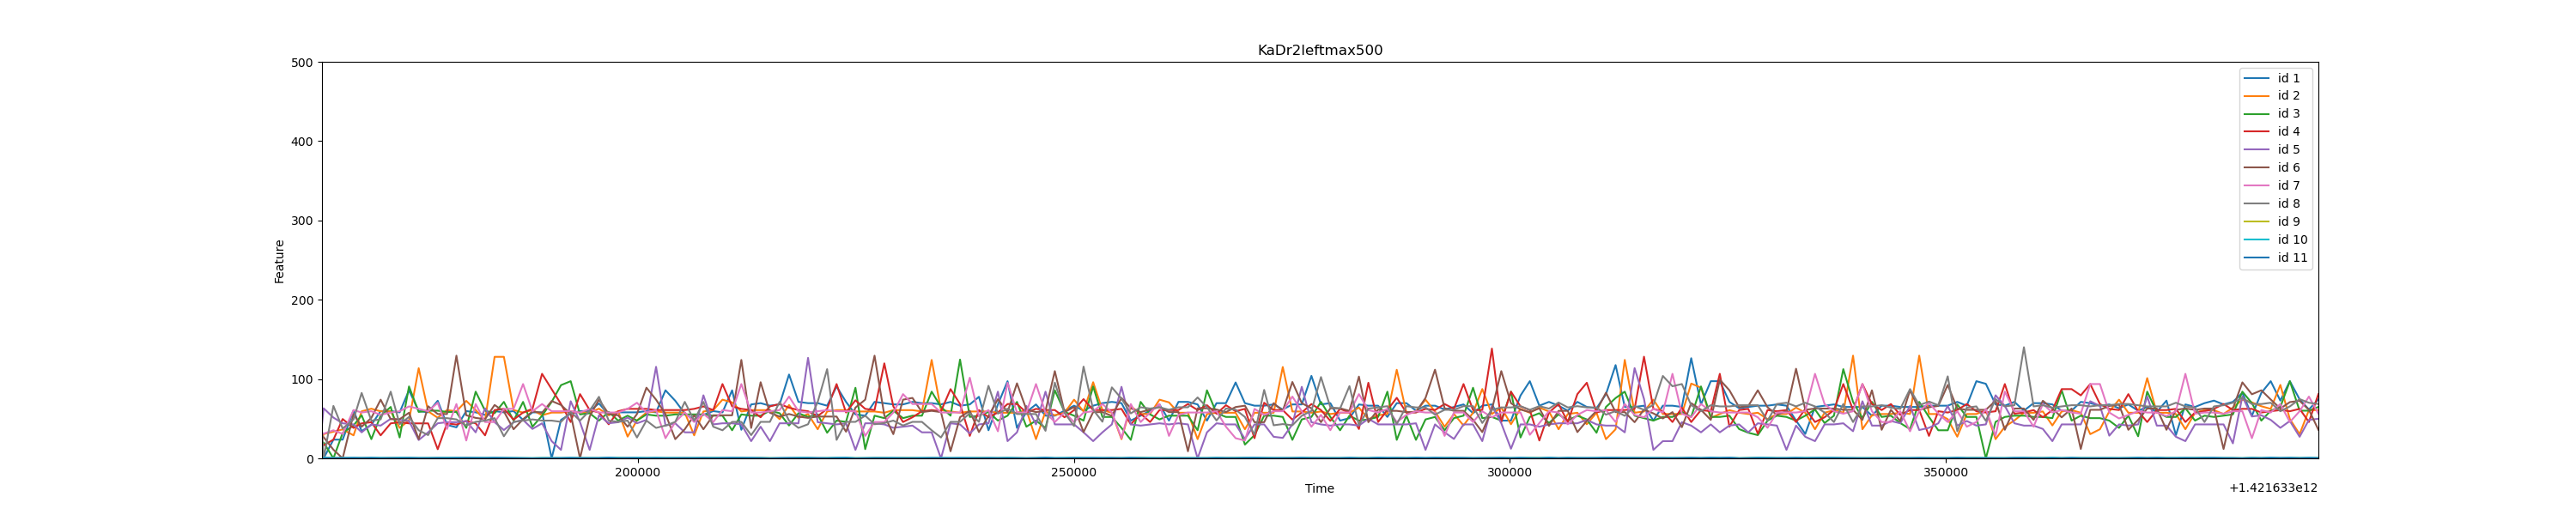 KaDr2leftmax500
500
400
300
200
100
0
Feature
200000
250000
300000
350000
Time
+1.421633e12
id 1
id 2
id 3
id 4
id 5
id 6
id 7
id 8
id 9
id 10
id 11